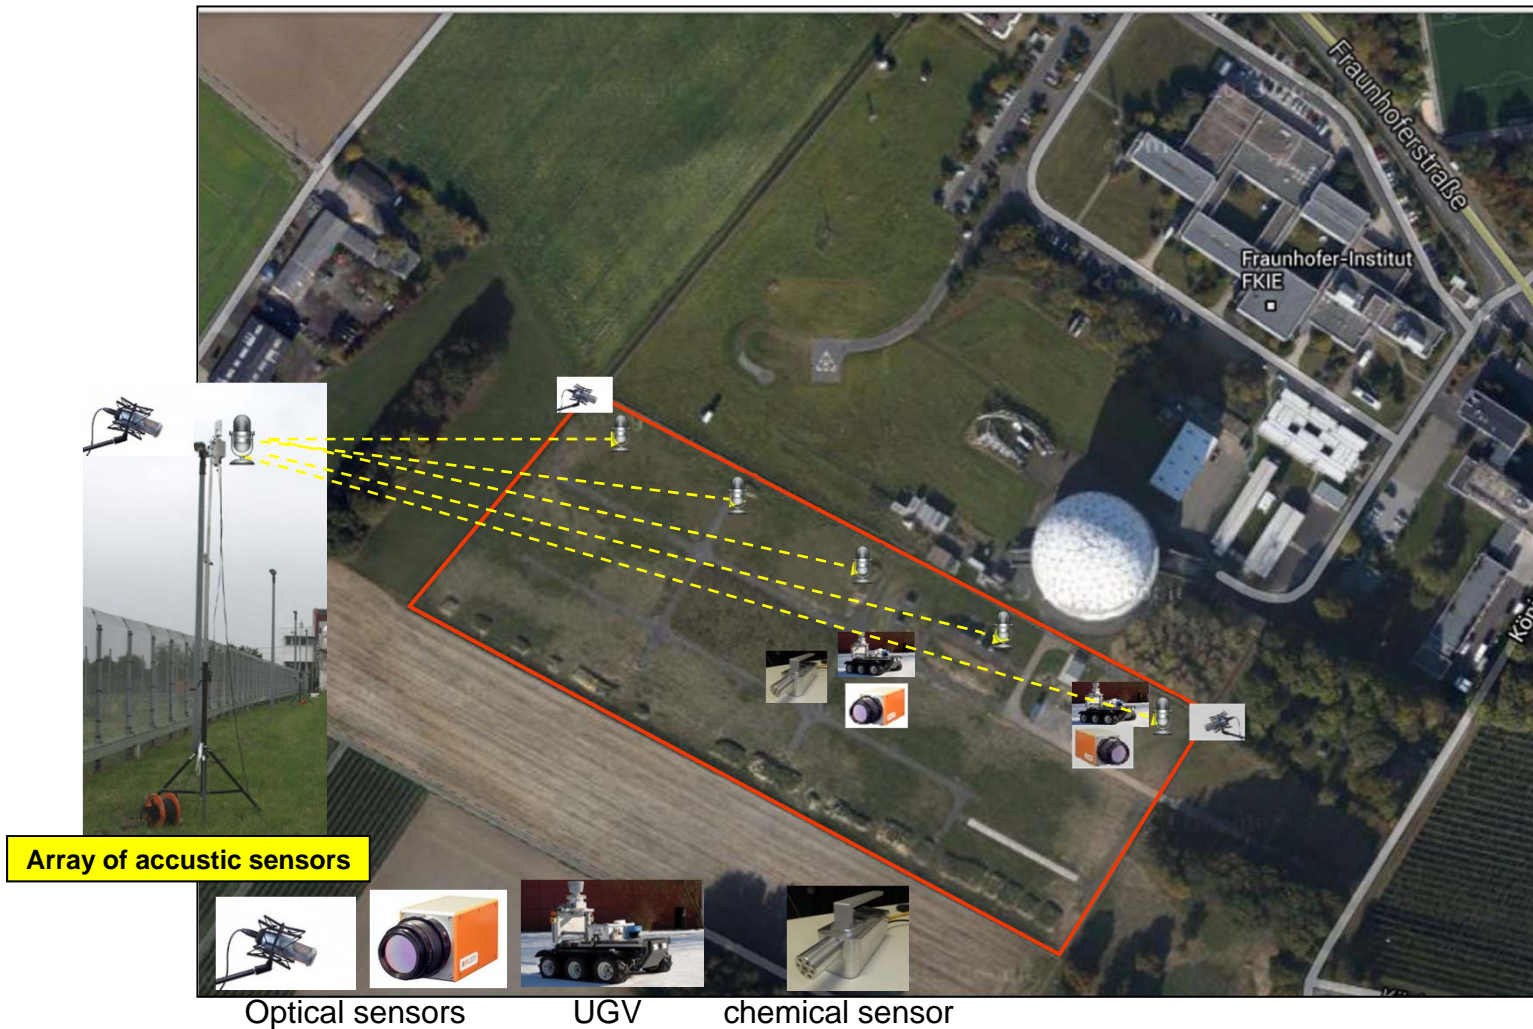 Fraunhoferstraße
Fraunhofer-Institut
FKIE
Array of accustic sensors
Optical sensors
UGV
chemical sensor